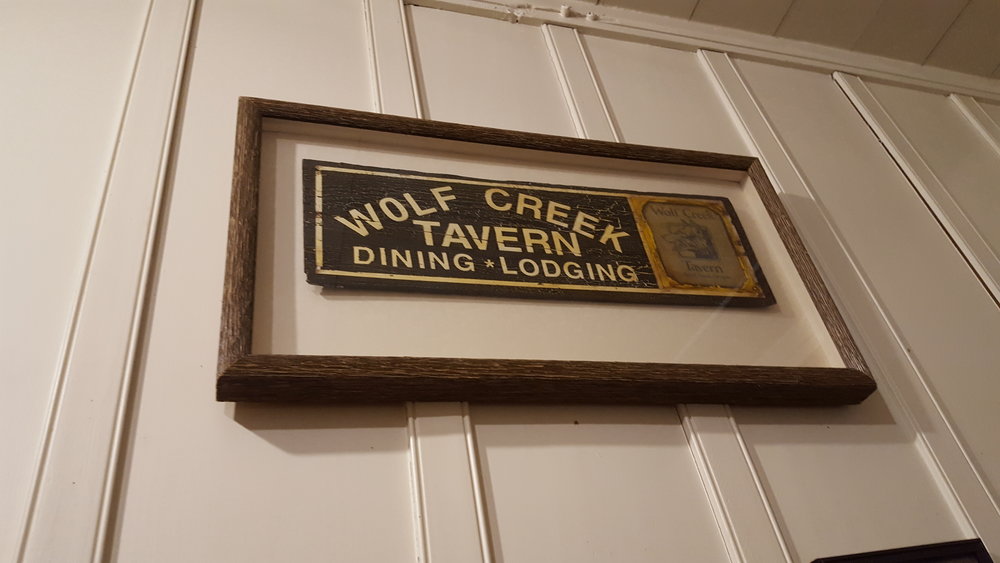 WOLF CREEK
TAVERN
DINING * LODGING
Wolf Creek
Tavern